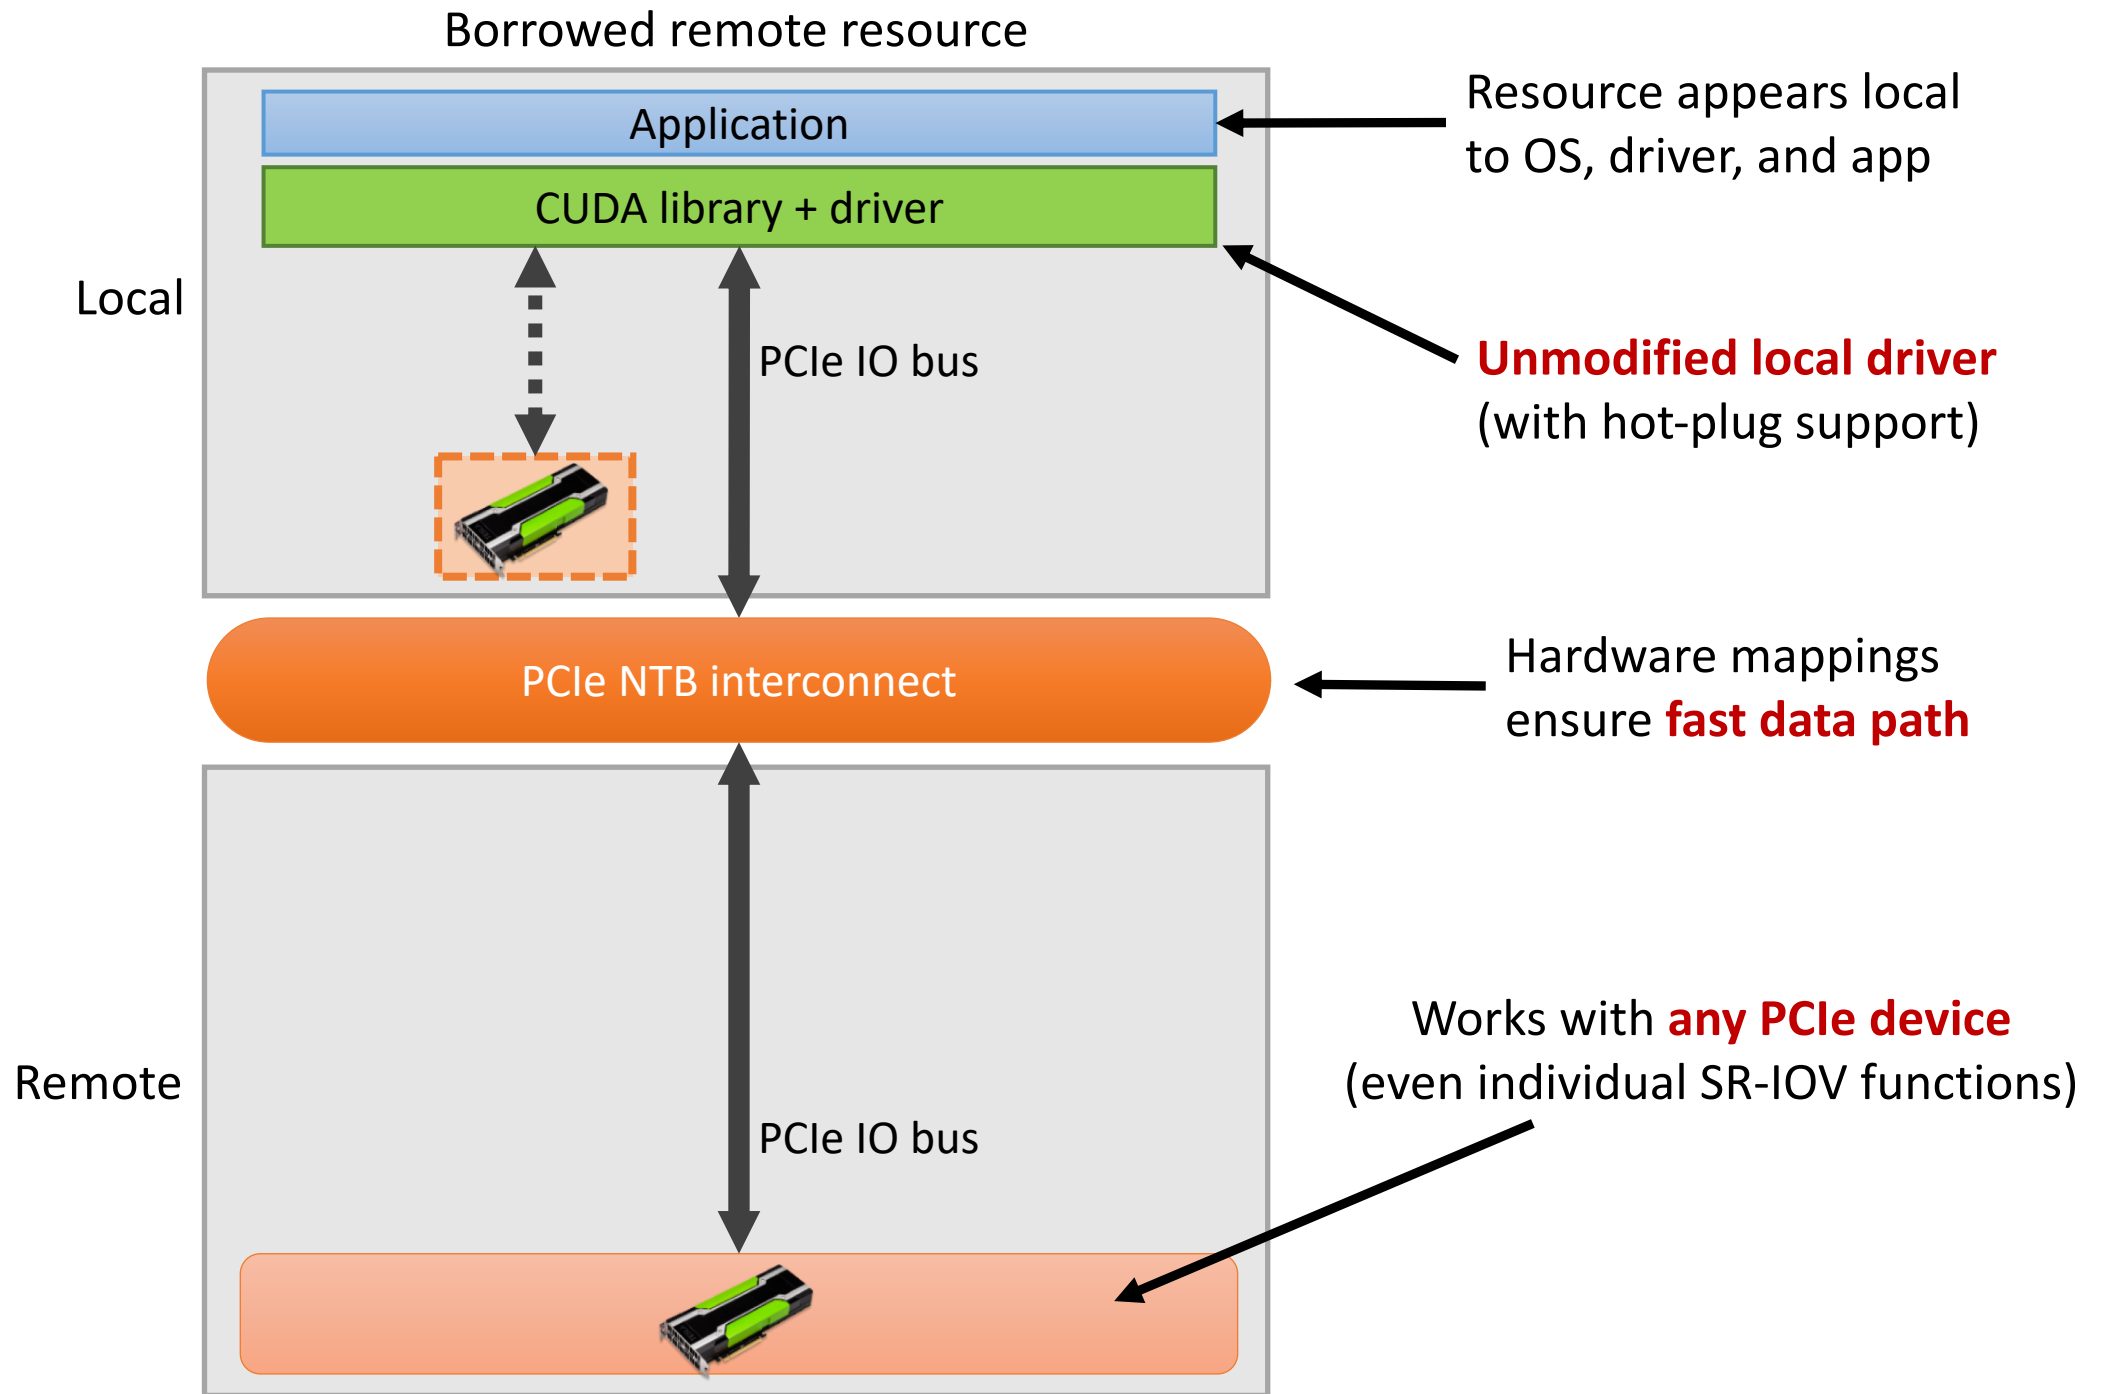 Borrowed remote resource
Application
Resource appears local
to OS, driver, and app
CUDA library + driver
Local
PCIe IO bus
Unmodified local driver
(with hot-plug support)
PCIe NTB interconnect
Hardware mappings
ensure fast data path
Works with any PCIe device
(even individual SR-IOV functions)
Remote
PCIe IO bus